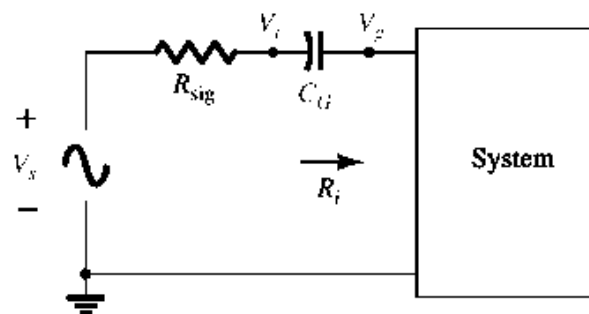 V_i
V_g
R_sig
C_G
+
V_s
−
System
R_i